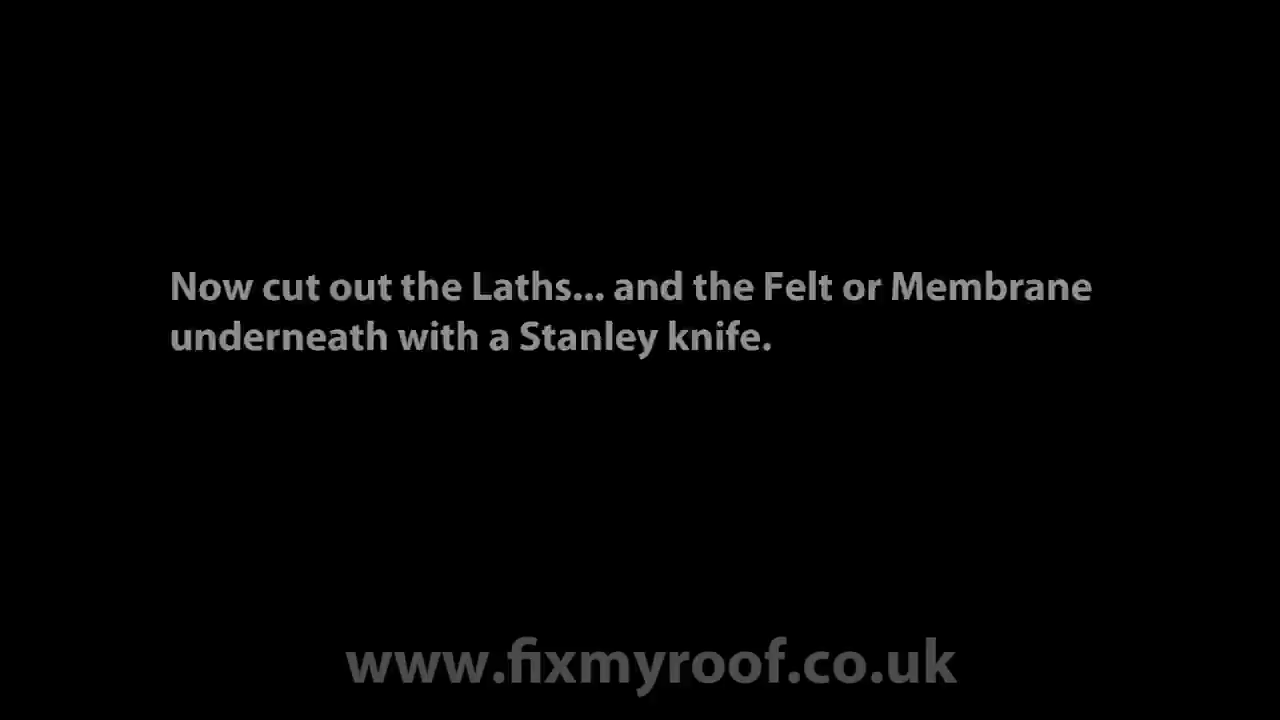 Now cut out the Laths... and the Felt or Membrane
underneath with a Stanley knife.
www.fixmyroof.co.uk